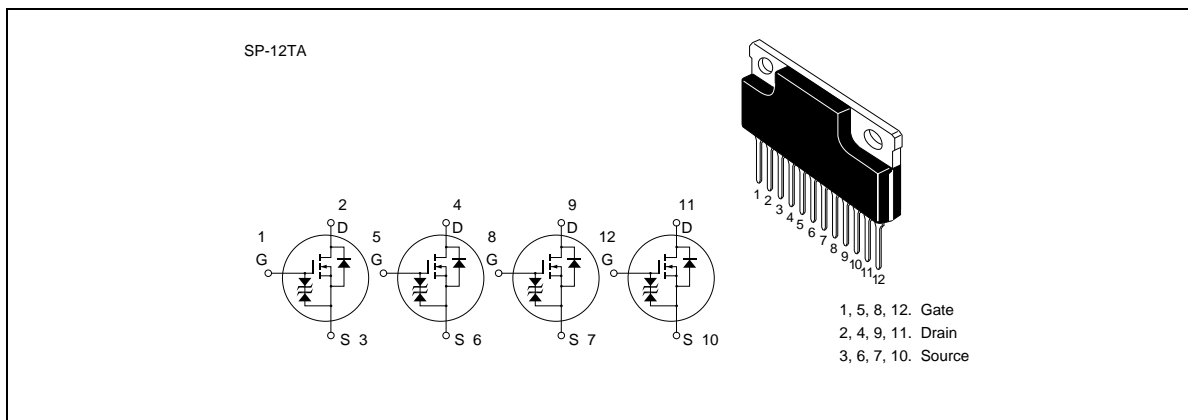 SP-12TA
1 2 3 4 5 6 7 8 9 10 11 12
2 4 9 11
D D D D
1 5 8 12
G G G G
S 3 S 6 S 7 S 10
1, 5, 8, 12. Gate
2, 4, 9, 11. Drain
3, 6, 7, 10. Source